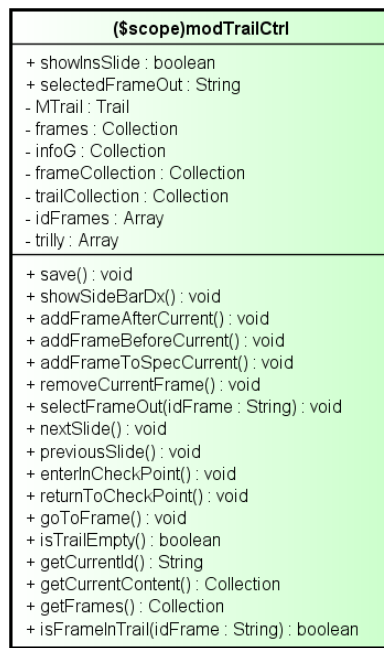 ($scope)modTrailCtrl
+ showInsSlide : boolean
+ selectedFrameOut : String
- MTrail : Trail
- frames : Collection
- infoG : Collection
- frameCollection : Collection
- trailCollection : Collection
- idFrames : Array
- trilly : Array
+ save() : void
+ showSideBarDx() : void
+ addFrameAfterCurrent() : void
+ addFrameBeforeCurrent() : void
+ addFrameToSpecCurrent() : void
+ removeCurrentFrame() : void
+ selectFrameOut(idFrame : String) : void
+ nextSlide() : void
+ previousSlide() : void
+ enterInCheckPoint() : void
+ returnToCheckPoint() : void
+ goToFrame() : void
+ isTrailEmpty() : boolean
+ getCurrentId() : String
+ getCurrentContent() : Collection
+ getFrames() : Collection
+ isFrameInTrail(idFrame : String) : boolean